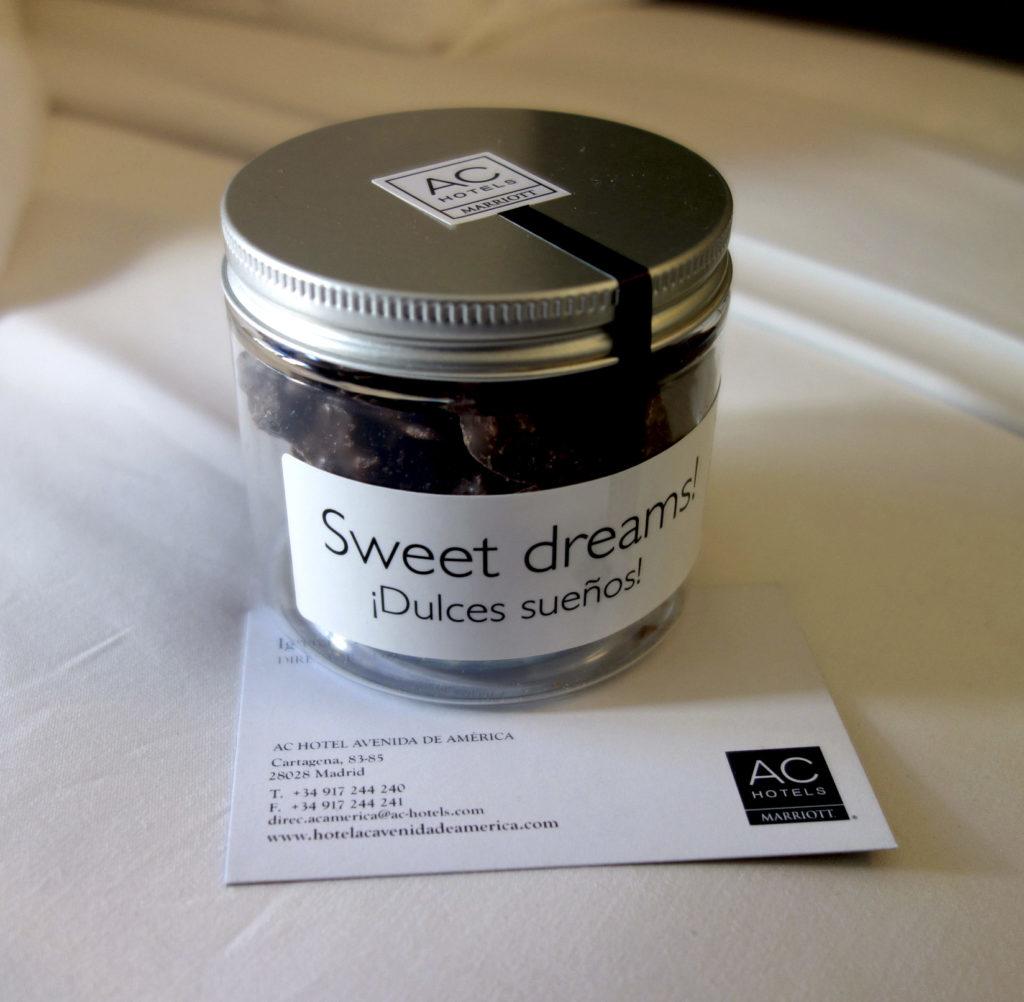 AC
HOTELS
MARRIOTT
Sweet dreams!
¡Dulces sueños!
AC HOTEL AVENIDA DE AMÉRICA
Cartagena, 83-85
28028 Madrid
T. +34 917 244 240
F. +34 917 244 241
direc.acamerica@ac-hotels.com
www.hotelacavenidadeamerica.com
AC
HOTELS
MARRIOTT